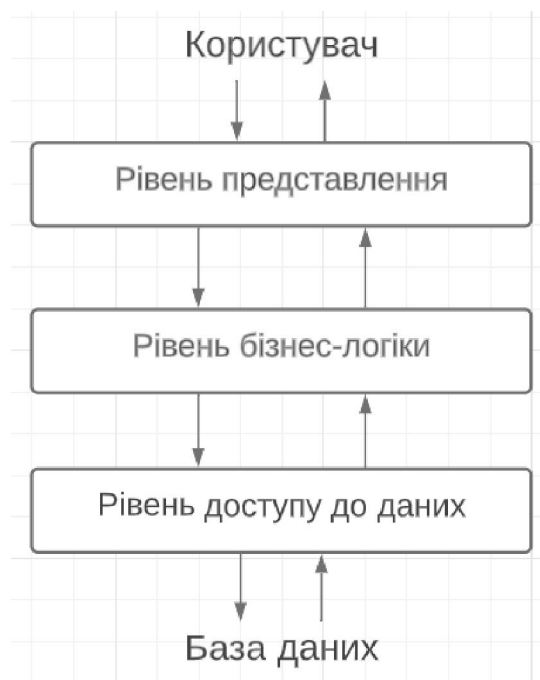 Користувач
Рівень представлення
Рівень бізнес-логіки
Рівень доступу до даних
База даних